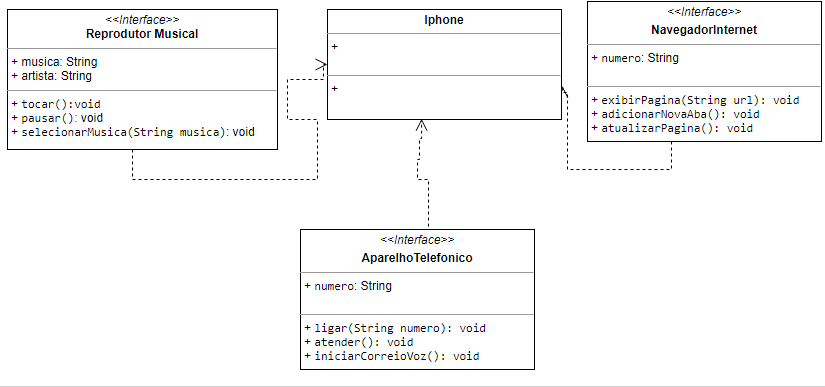 <<Interface>>
Reprodutor Musical
+ musica: String
+ artista: String
+ tocar():void
+ pausar(): void
+ selecionarMusica(String musica): void
Iphone
+
+
<<Interface>>
NavegadorInternet
+ numero: String
+ exibirPagina(String url): void
+ adicionarNovaAba(): void
+ atualizarPagina(): void
<<Interface>>
AparelhoTelefonico
+ numero: String
+ ligar(String numero): void
+ atender(): void
+ iniciarCorreioVoz(): void